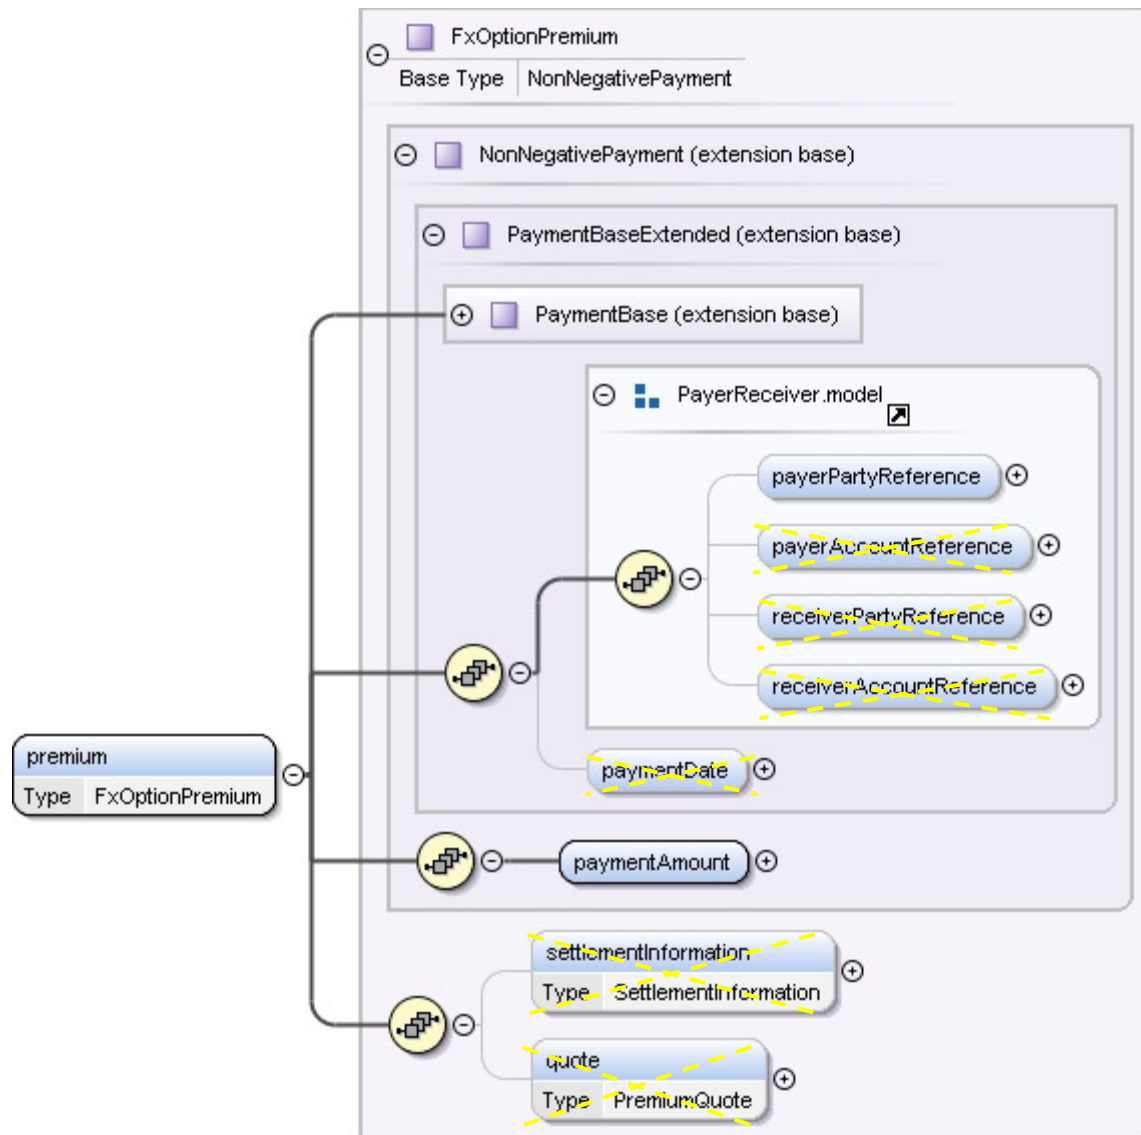 FxOptionPremium
Base Type NonNegativePayment
NonNegativePayment (extension base)
PaymentBaseExtended (extension base)
PaymentBase (extension base)
PayerReceiver.model
payerPartyReference
payerAccountReference
receiverPartyReference
receiverAccountReference
premium
Type FxOptionPremium
paymentDate
paymentAmount
settlementInformation
Type SettlementInformation
quote
Type PremiumQuote